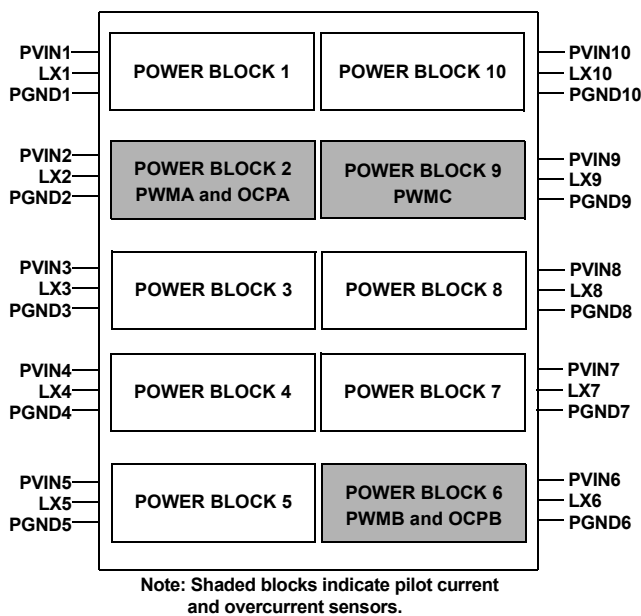 PVIN1
LX1
PGND1
POWER BLOCK 1
POWER BLOCK 10
PVIN10
LX10
PGND10
PVIN2
LX2
PGND2
POWER BLOCK 2
PWMA and OCPA
POWER BLOCK 9
PWMC
PVIN9
LX9
PGND9
PVIN3
LX3
PGND3
POWER BLOCK 3
POWER BLOCK 8
PVIN8
LX8
PGND8
PVIN4
LX4
PGND4
POWER BLOCK 4
POWER BLOCK 7
PVIN7
LX7
PGND7
PVIN5
LX5
PGND5
POWER BLOCK 5
POWER BLOCK 6
PWMB and OCPB
PVIN6
LX6
PGND6
Note: Shaded blocks indicate pilot current
and overcurrent sensors.